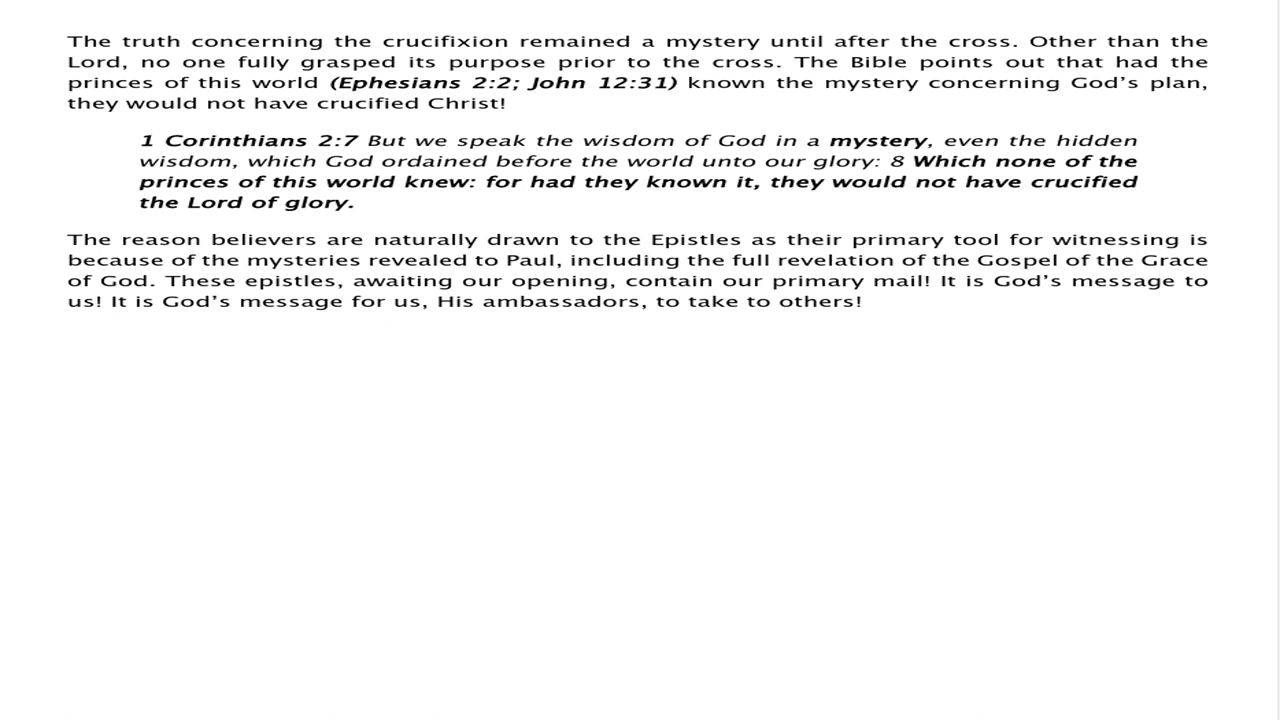 The truth concerning the crucifixion remained a mystery until after the cross. Other than the
Lord, no one fully grasped its purpose prior to the cross. The Bible points out that had the
princes of this world (Ephesians 2:2; John 12:31) known the mystery concerning God’s plan,
they would not have crucified Christ!
1 Corinthians 2:7 But we speak the wisdom of God in a mystery, even the hidden
wisdom, which God ordained before the world unto our glory: 8 Which none of the
princes of this world knew: for had they known it, they would not have crucified
the Lord of glory.
The reason believers are naturally drawn to the Epistles as their primary tool for witnessing is
because of the mysteries revealed to Paul, including the full revelation of the Gospel of the Grace
of God. These epistles, awaiting our opening, contain our primary mail! It is God’s message to
us! It is God’s message for us, His ambassadors, to take to others!